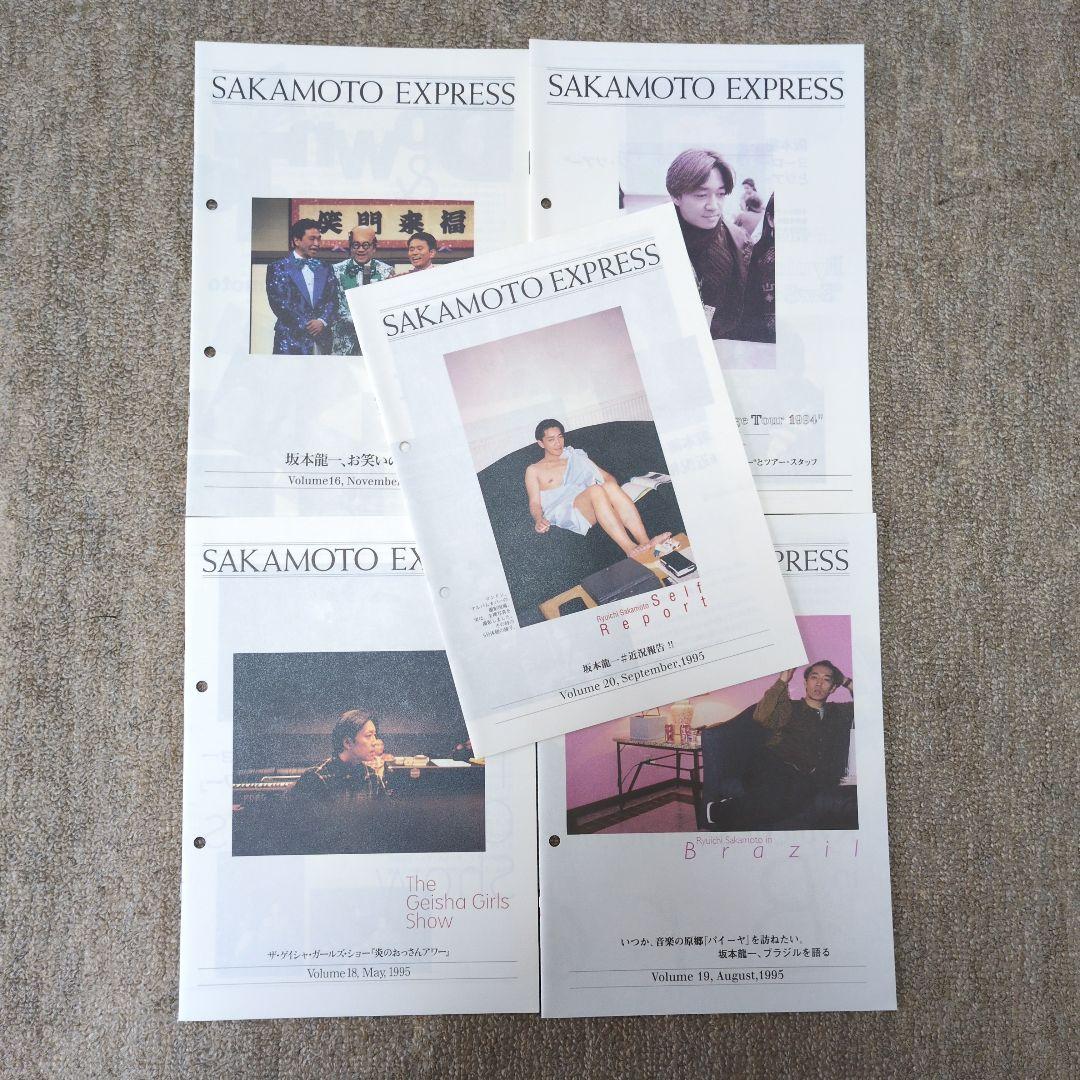 SAKAMOTO EXPRESS
笑門来福
坂本龍一、お笑いの
Volume16, November,
SAKAMOTO EXPRESS
ge Tour 1994"
ー"とツアー・スタッフ
SAKAMOTO EXPRESS
Ryuichi Sakamoto Self
Report
坂本龍一＃近況報告!!
Volume 20, September,1995
SAKAMOTO EX
The
Geisha Girls
Show
ザ・ゲイシャ・ガールズ・ショー「炎のおっさんアワー」
Volume18, May, 1995
PRESS
Ryuichi Sakamoto in
Brazil
いつか、音楽の原郷「バイーヤ」を訪ねたい。
坂本龍一、ブラジルを語る
Volume 19, August,1995